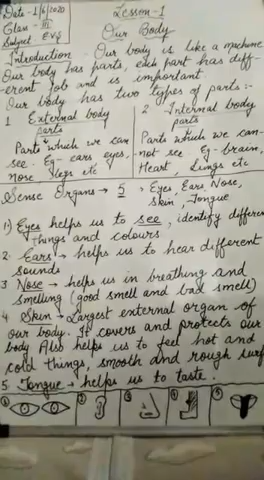 Date - 1/6/2020
Lesson - 1
Class - III
Subject E.V.S
Our Body
Introduction - Our body is like a machine
Our body has parts, each part has diff-
erent Job and is important.
Our body has two types of parts:-
1 External body parts
Parts which we can
see. Eg - ears, eyes,
nose legs etc
2 Internal body parts
Parts which we can-
not see. Eg - brain,
Heart, Lungs etc
Sense Organs → 5 → Eyes, Ears, Nose,
Skin, Tongue
1) Eyes helps us to see, identify differen
things and colours.
2. Ears → helps us to hear different
sounds
3 Nose → helps us in breathing and
smelling (good smell and bad smell)
4 Skin → Largest external organ of
our body. It covers and protects our
body Also helps us to feel hot and
cold things, smooth and rough surf
5 Tongue → helps us to taste.
① ② ③ ④ ⑤